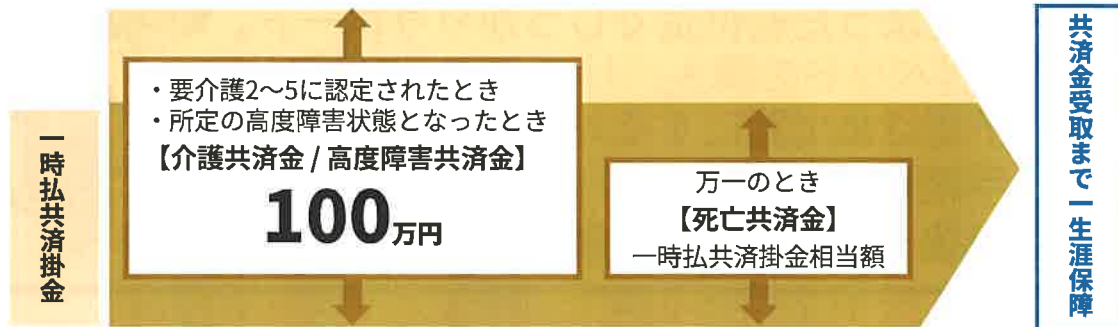 一時払共済掛金
・要介護2〜5に認定されたとき
・所定の高度障害状態となったとき
【介護共済金 / 高度障害共済金】
100万円
万一のとき
【死亡共済金】
一時払共済掛金相当額
共済金受取まで一生涯保障